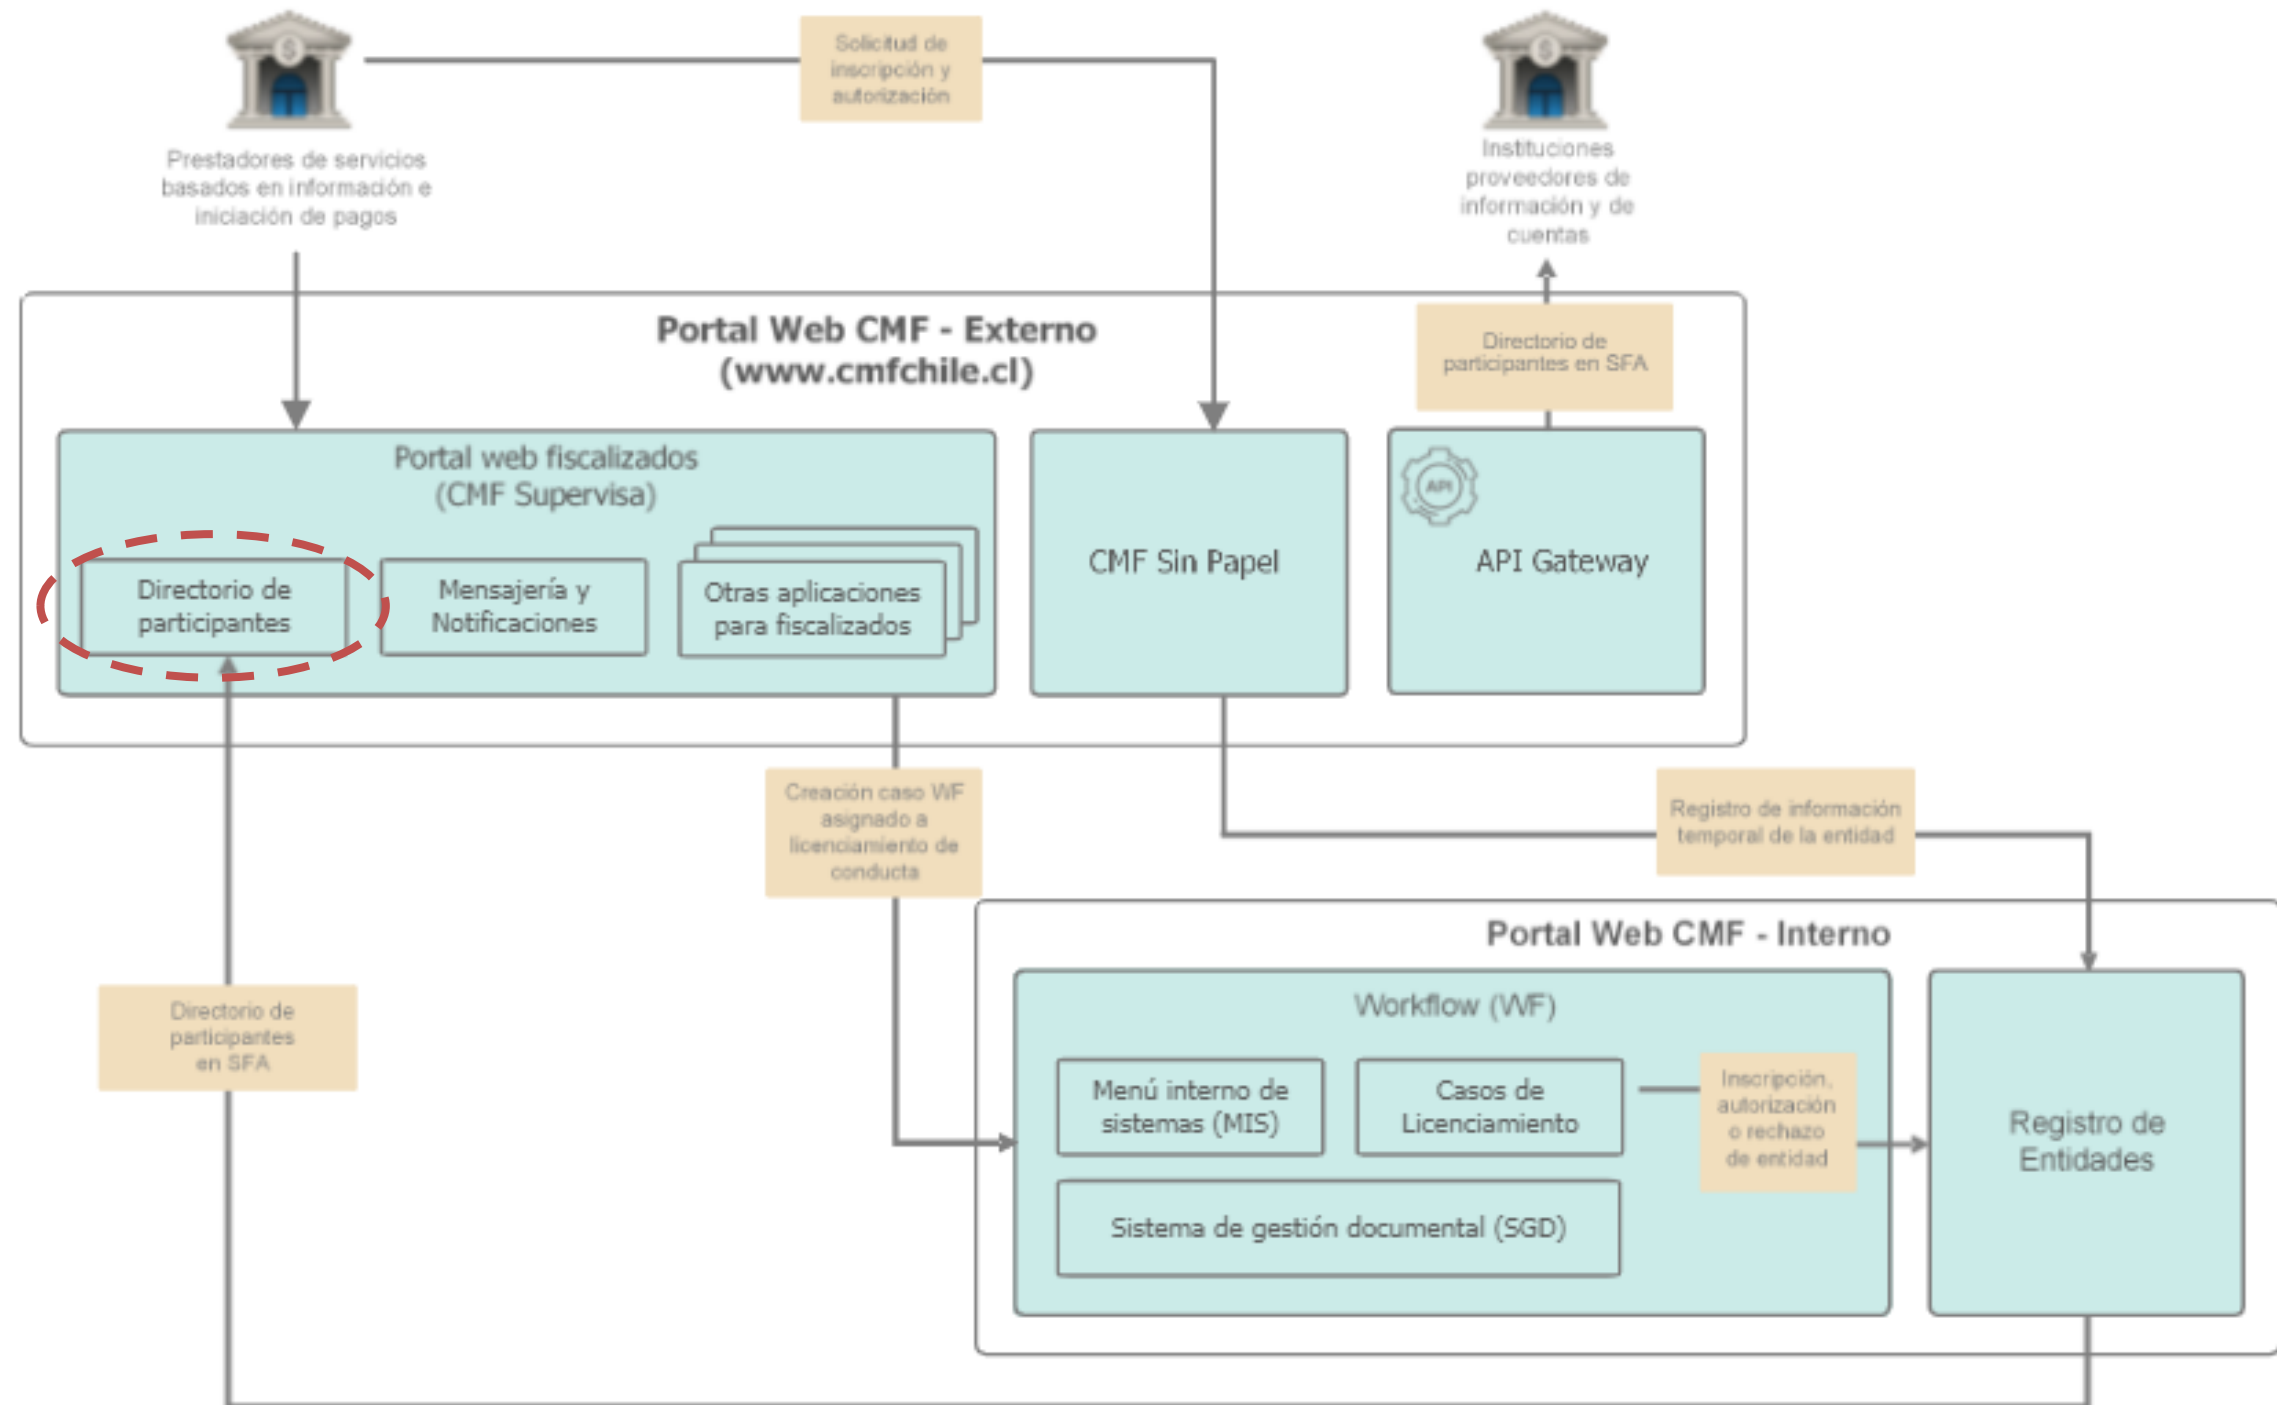 Solicitud de
inscripción y
autorización
Prestadores de servicios
basados en información e
iniciación de pagos
Instituciones
proveedores de
información y de
cuentas
Portal Web CMF - Externo
(www.cmfchile.cl)
Directorio de
participantes en SFA
Portal web fiscalizados
(CMF Supervisa)
Directorio de
participantes
Mensajería y
Notificaciones
Otras aplicaciones
para fiscalizados
CMF Sin Papel
API
API Gateway
Creación caso WF
asignado a
licenciamiento de
conducta
Registro de información
temporal de la entidad
Directorio de
participantes
en SFA
Portal Web CMF - Interno
Workflow (WF)
Menú interno de
sistemas (MIS)
Casos de
Licenciamiento
Inscripción,
autorización
o rechazo
de entidad
Sistema de gestión documental (SGD)
Registro de
Entidades